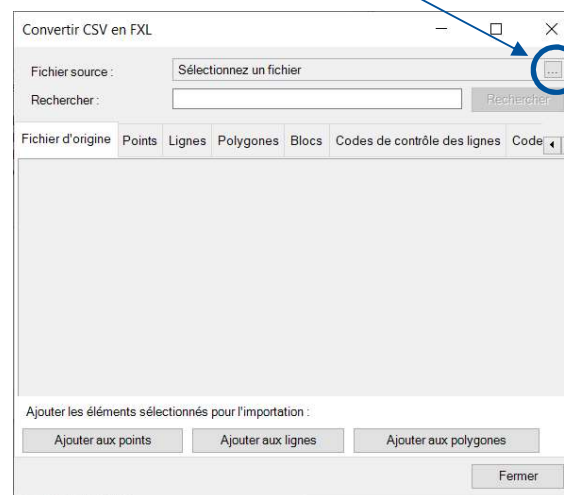 Convertir CSV en FXL
Fichier source :
Sélectionnez un fichier
...
Rechercher :
Rechercher
Fichier d'origine Points Lignes Polygones Blocs Codes de contrôle des lignes Code
Ajouter les éléments sélectionnés pour l'importation :
Ajouter aux points Ajouter aux lignes Ajouter aux polygones
Fermer